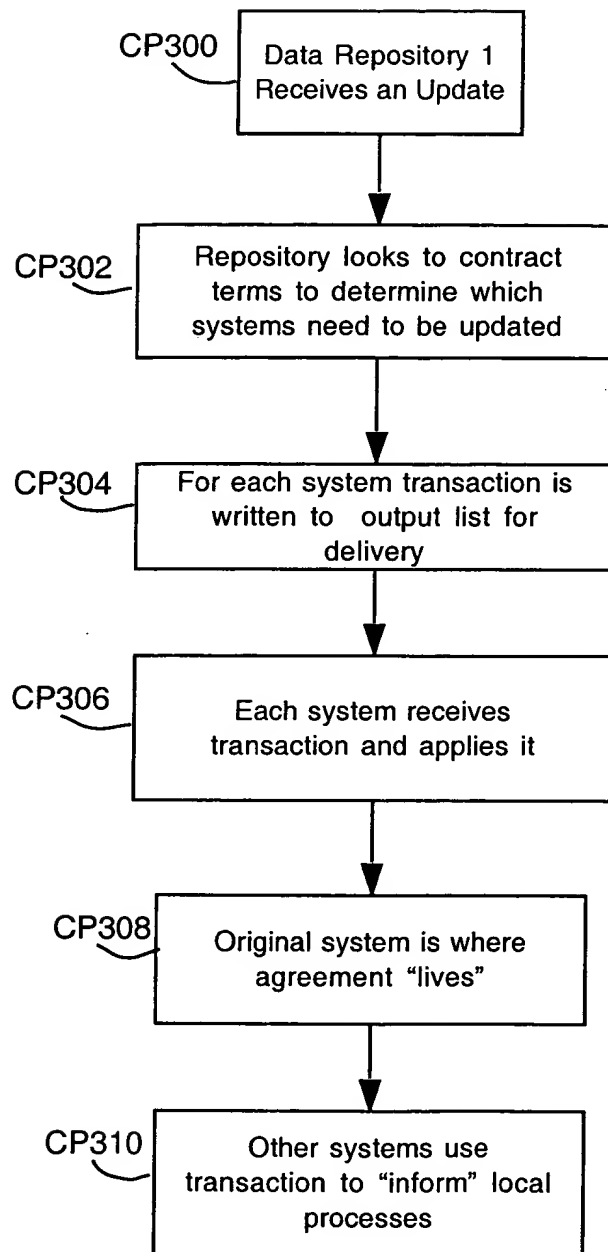 CP300
Data Repository 1
Receives an Update
CP302
Repository looks to contract
terms to determine which
systems need to be updated
CP304
For each system transaction is
written to output list for
delivery
CP306
Each system receives
transaction and applies it
CP308
Original system is where
agreement “lives”
CP310
Other systems use
transaction to “inform” local
processes